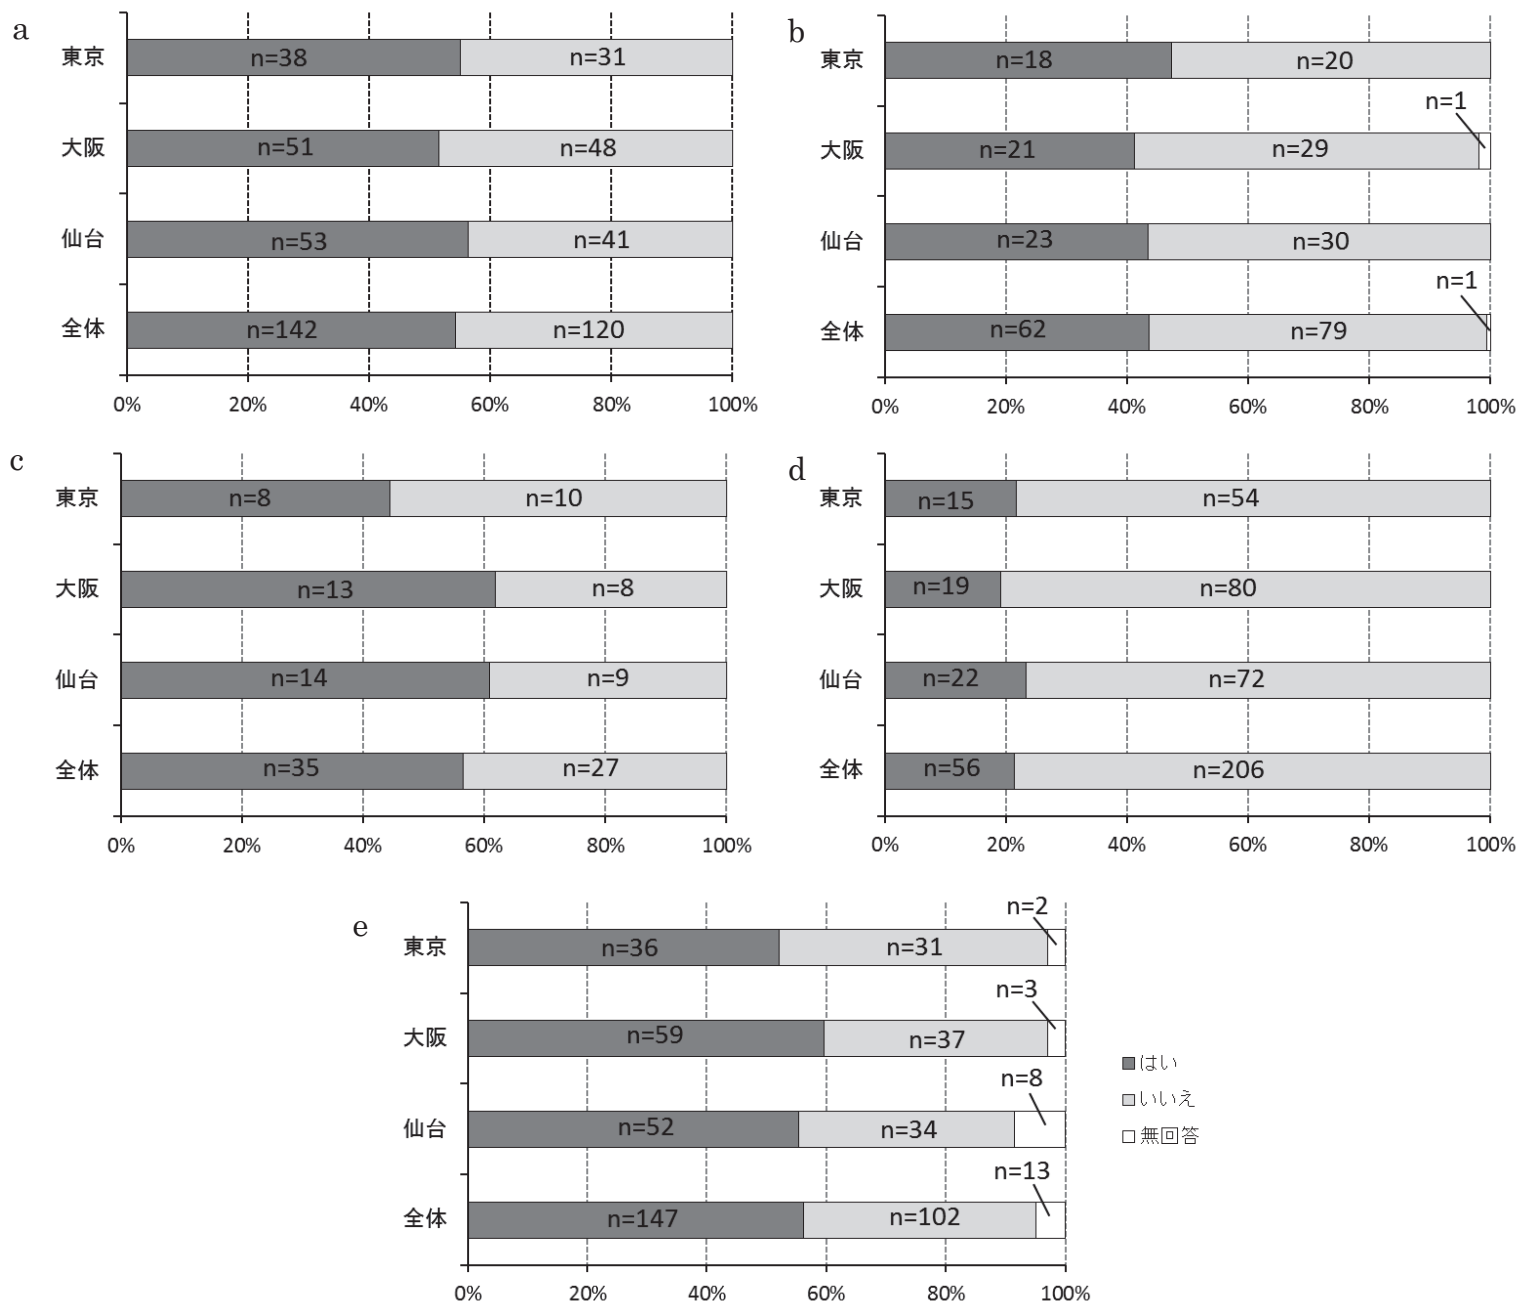 a
東京 n=38 n=31
大阪 n=51 n=48
仙台 n=53 n=41
全体 n=142 n=120
0% 20% 40% 60% 80% 100%
b
東京 n=18 n=20
n=1
大阪 n=21 n=29
仙台 n=23 n=30
n=1
全体 n=62 n=79
0% 20% 40% 60% 80% 100%
c
東京 n=8 n=10
大阪 n=13 n=8
仙台 n=14 n=9
全体 n=35 n=27
0% 20% 40% 60% 80% 100%
d
東京 n=15 n=54
大阪 n=19 n=80
仙台 n=22 n=72
全体 n=56 n=206
0% 20% 40% 60% 80% 100%
e
n=2
東京 n=36 n=31
n=3
大阪 n=59 n=37
n=8
仙台 n=52 n=34
n=13
全体 n=147 n=102
0% 20% 40% 60% 80% 100%
はい
いいえ
無回答